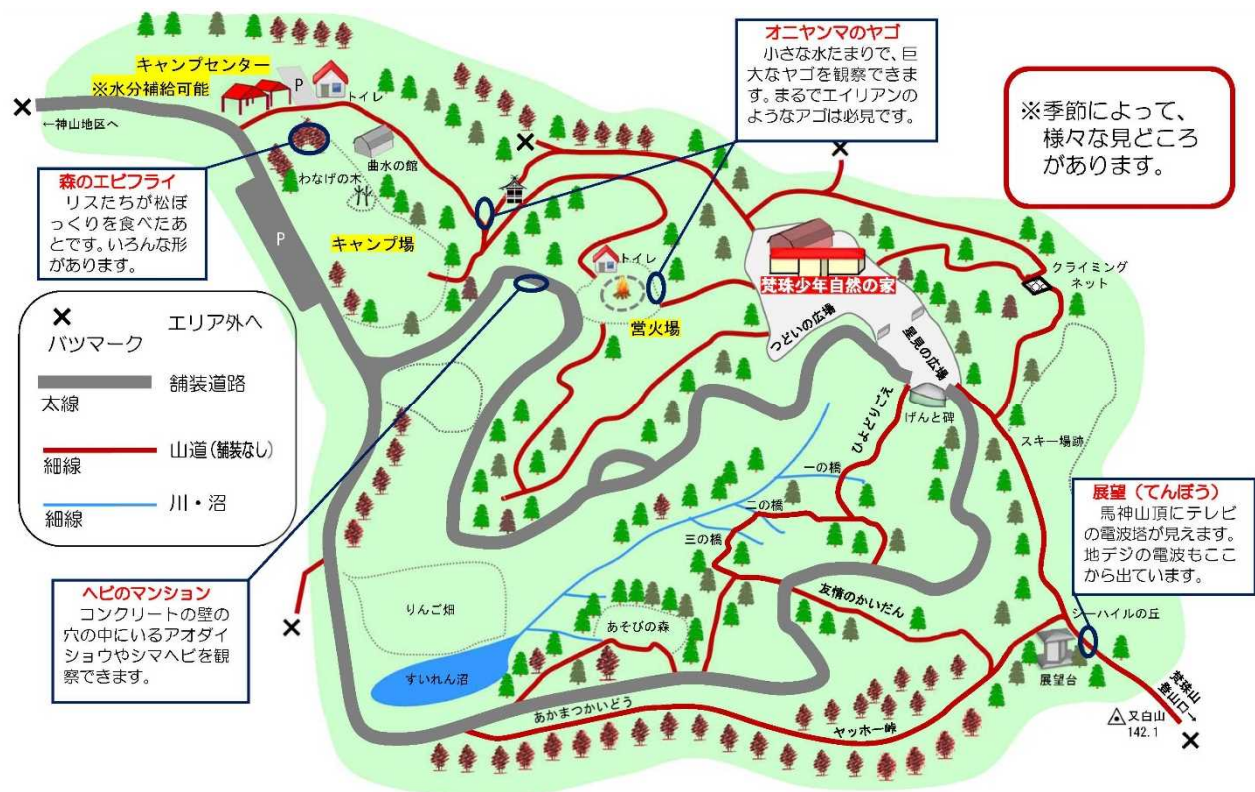 キャンプセンター
※水分補給可能
P
トイレ
←神山地区へ
曲水の館
わなげの木
P
キャンプ場
森のエビフライ
リスたちが松ぼ
っくりを食べたあ
とです。いろんな形
があります。
オニヤンマのヤゴ
小さな水たまりで、巨
大なヤゴを観察できま
す。まるでエイリアンの
ようなアゴは必見です。
※季節によって、
様々な見どころ
があります。
トイレ
営火場
梵珠少年自然の家
つどいの広場
星見の広場
クライミング
ネット
げんと碑
スキー場跡
ひよどりごえ
一の橋
二の橋
三の橋
バツマーク
エリア外へ
太線
舗装道路
細線
山道(舗装なし)
細線
川・沼
ヘビのマンション
コンクリートの壁の
穴の中にいるアオダイ
ショウやシマヘビを観
察できます。
りんご畑
すいれん沼
あそびの森
友情のかいだん
あかまつかいどう
ヤッホー峠
展望(てんぼう)
馬神山頂にテレビ
の電波塔が見えます。
地デジの電波もここ
から出ています。
シーハイルの丘
展望台
梵珠山
登山口→
又白山
142.1